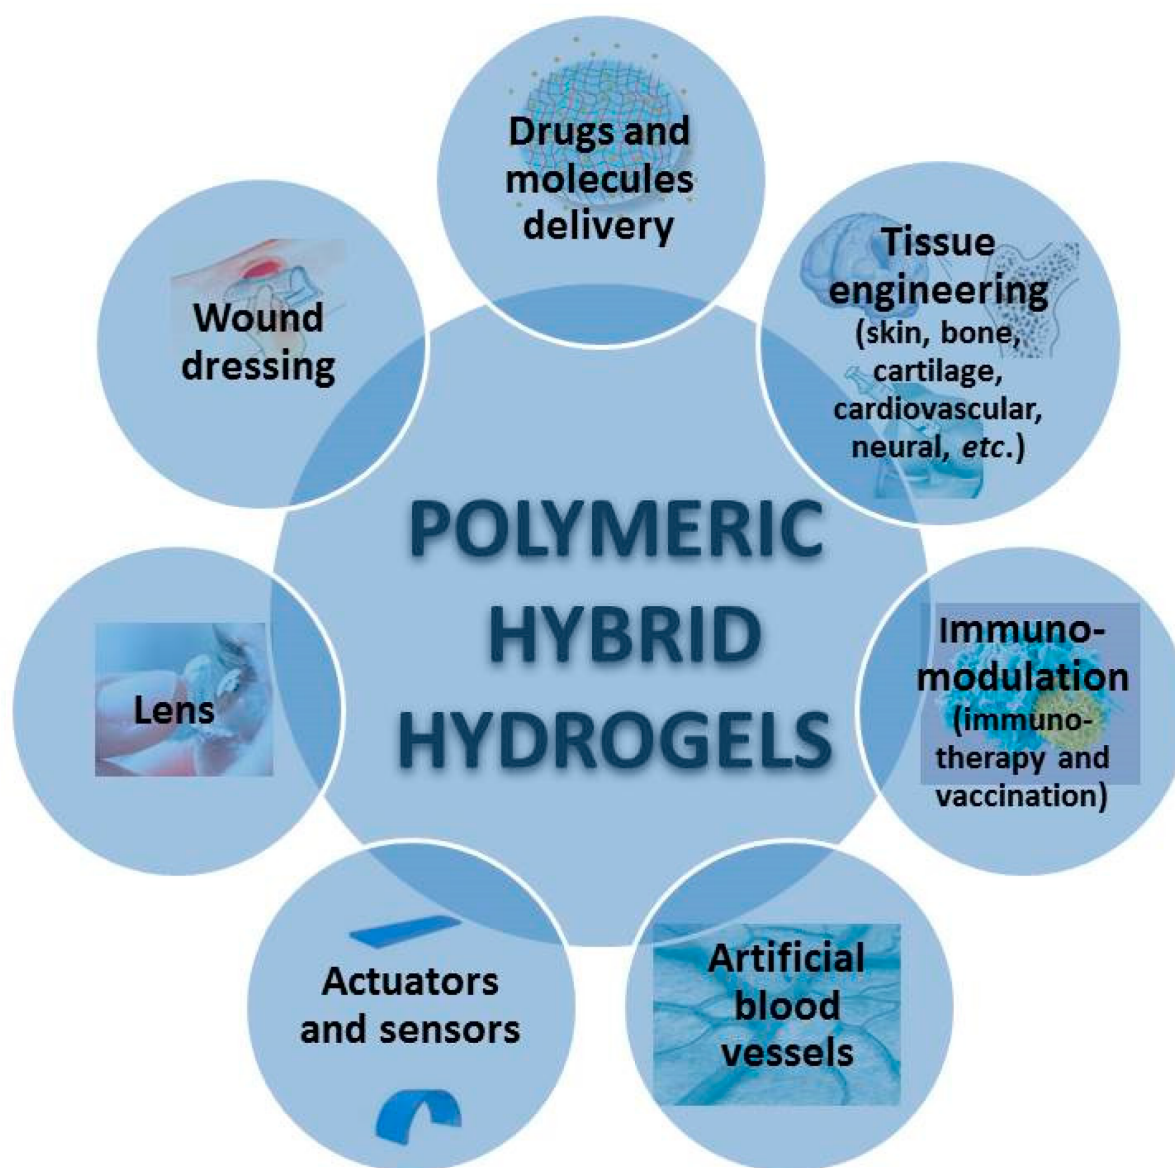 Drugs and
molecules
delivery
Tissue
engineering
(skin, bone,
cartilage,
cardiovascular,
neural, etc.)
Immuno-
modulation
(immuno-
therapy and
vaccination)
Artificial
blood
vessels
Actuators
and sensors
Lens
Wound
dressing
POLYMERIC
HYBRID
HYDROGELS